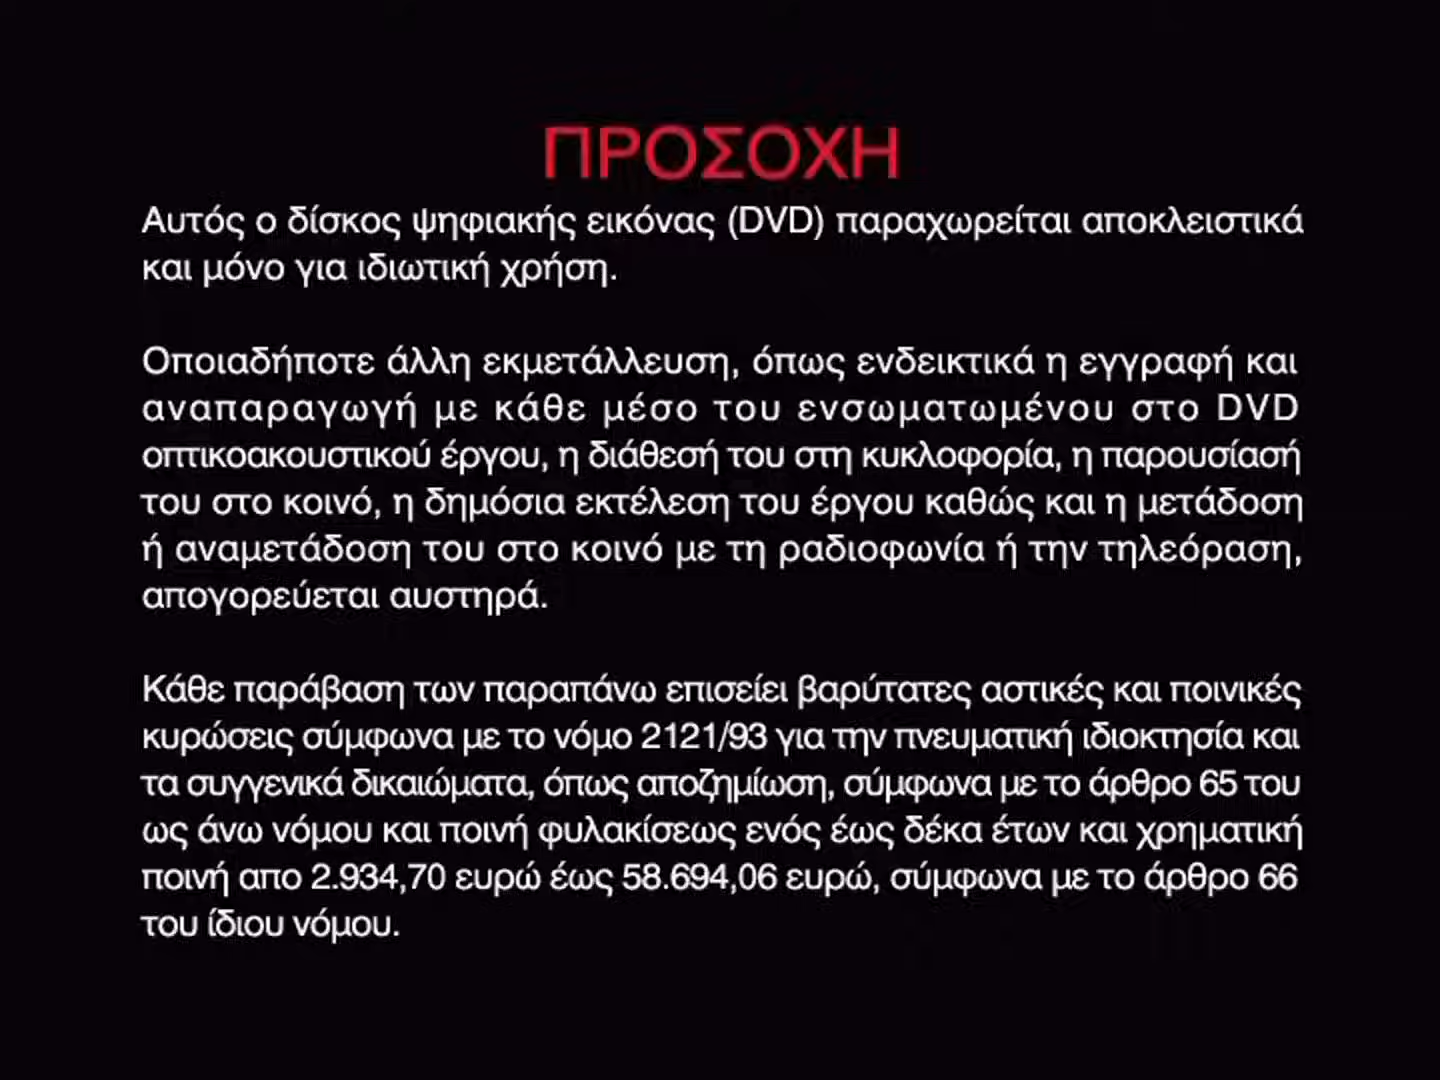 ΠΡΟΣΟΧΗ
Αυτός ο δίσκος ψηφιακής εικόνας (DVD) παραχωρείται αποκλειστικά
και μόνο για ιδιωτική χρήση.
Οποιαδήποτε άλλη εκμετάλλευση, όπως ενδεικτικά η εγγραφή και
αναπαραγωγή με κάθε μέσο του ενσωματωμένου στο DVD
οπτικοακουστικού έργου, η διάθεσή του στη κυκλοφορία, η παρουσίασή
του στο κοινό, η δημόσια εκτέλεση του έργου καθώς και η μετάδοση
ή αναμετάδοση του στο κοινό με τη ραδιοφωνία ή την τηλεόραση,
απογορεύεται αυστηρά.
Κάθε παράβαση των παραπάνω επισείει βαρύτατες αστικές και ποινικές
κυρώσεις σύμφωνα με το νόμο 2121/93 για την πνευματική ιδιοκτησία και
τα συγγενικά δικαιώματα, όπως αποζημίωση, σύμφωνα με το άρθρο 65 του
ως άνω νόμου και ποινή φυλακίσεως ενός έως δέκα έτων και χρηματική
ποινή απο 2.934,70 ευρώ έως 58.694,06 ευρώ, σύμφωνα με το άρθρο 66
του ίδιου νόμου.